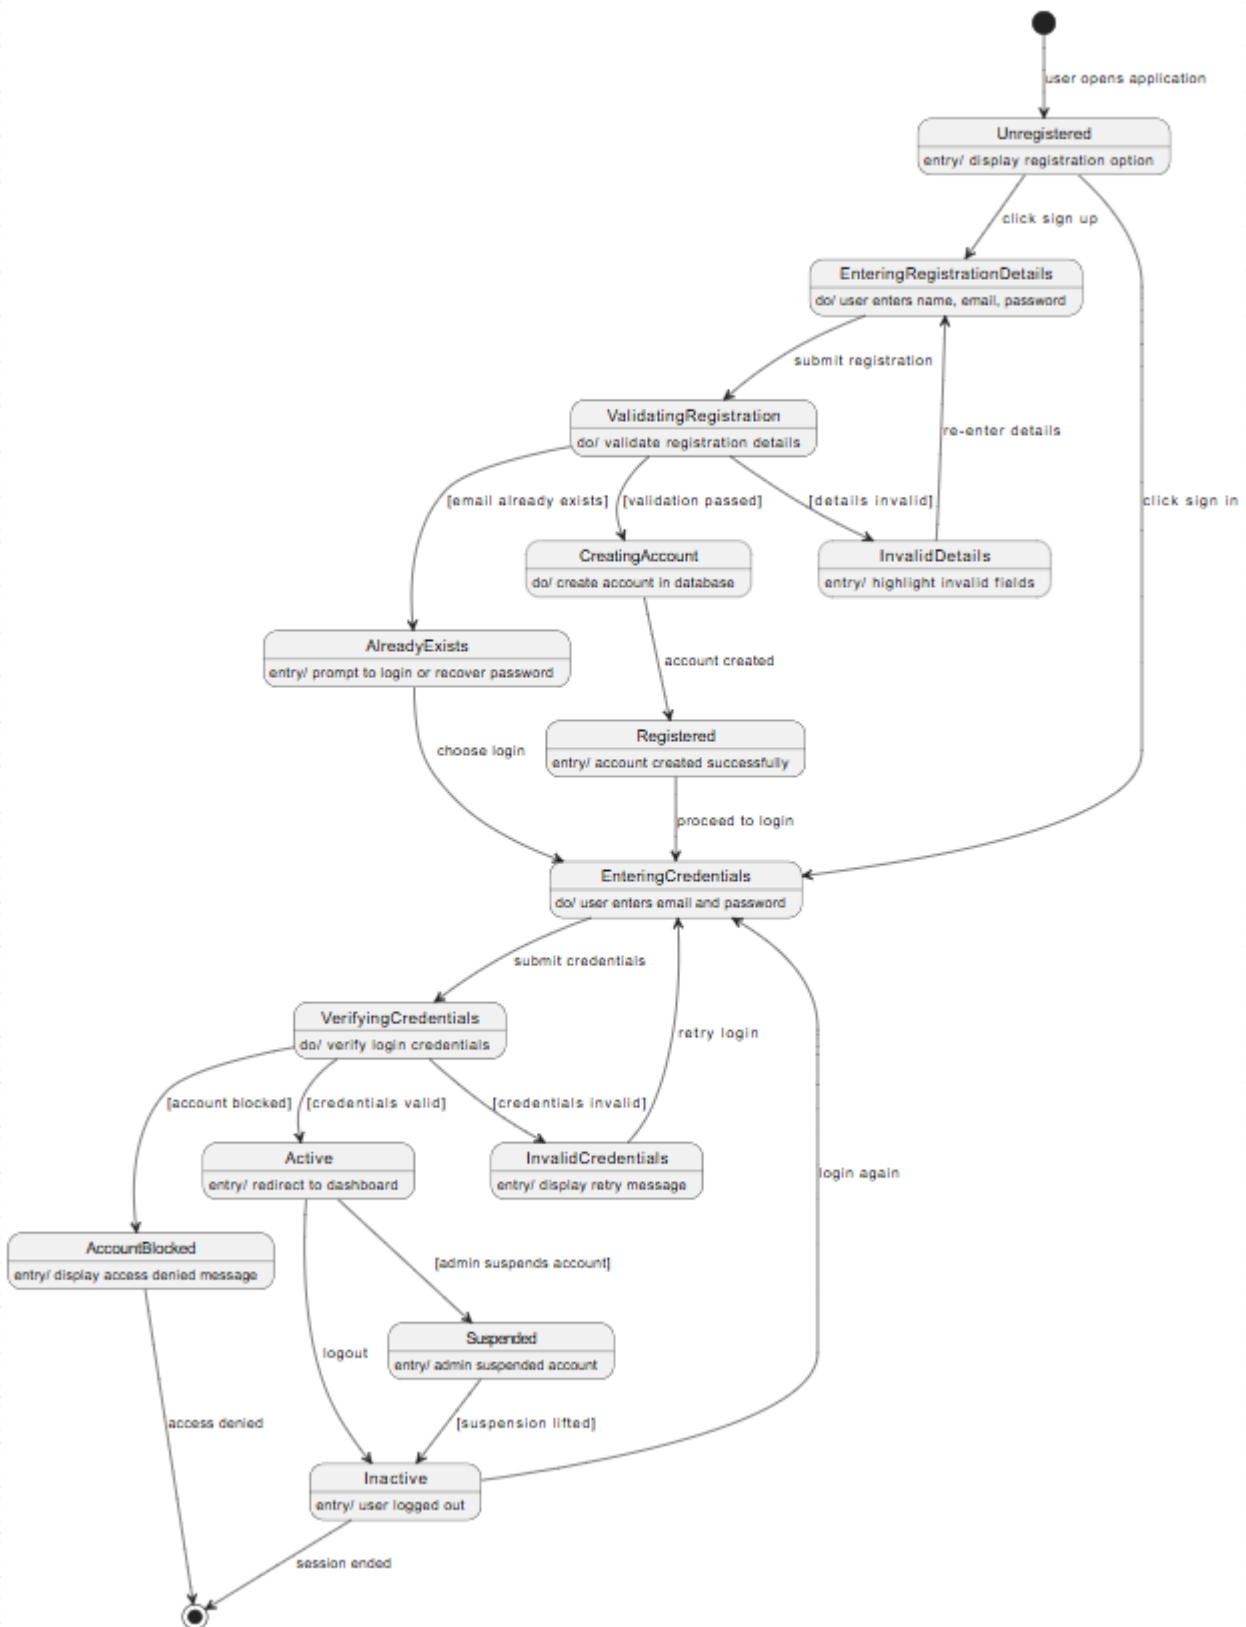 user opens application
Unregistered
entry/ display registration option
click sign up
EnteringRegistrationDetails
do/ user enters name, email, password
submit registration
ValidatingRegistration
do/ validate registration details
re-enter details
[email already exists]
[validation passed]
[details invalid]
click sign in
CreatingAccount
do/ create account in database
InvalidDetails
entry/ highlight invalid fields
AlreadyExists
entry/ prompt to login or recover password
account created
Registered
entry/ account created successfully
choose login
proceed to login
EnteringCredentials
do/ user enters email and password
submit credentials
VerifyingCredentials
do/ verify login credentials
retry login
[account blocked]
[credentials valid]
[credentials invalid]
Active
entry/ redirect to dashboard
InvalidCredentials
entry/ display retry message
login again
AccountBlocked
entry/ display access denied message
[admin suspends account]
Suspended
entry/ admin suspended account
logout
access denied
[suspension lifted]
Inactive
entry/ user logged out
session ended